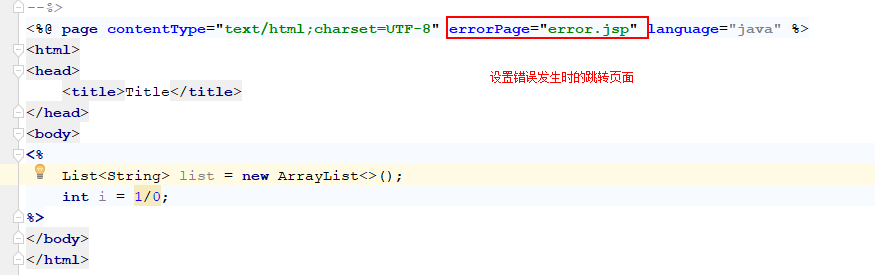 --%>
<%@ page contentType="text/html;charset=UTF-8" errorPage="error.jsp" language="java" %>
<html>
<head>
设置错误发生时的跳转页面
<title>Title</title>
</head>
<body>
<%
List<String> list = new ArrayList<>();
int i = 1/0;
%>
</body>
</html>